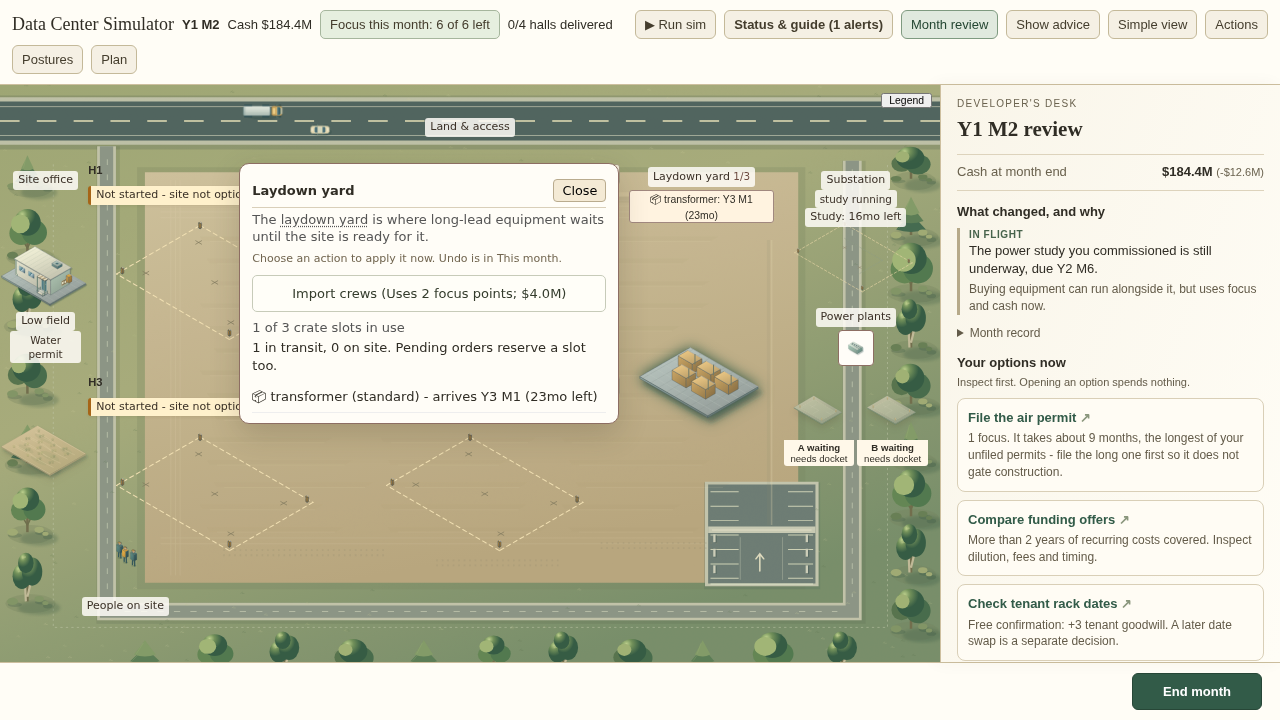 Data Center Simulator Y1 M2 Cash $184.4M Focus this month: 6 of 6 left 0/4 halls delivered
▶ Run sim Status & guide (1 alerts) Month review Show advice Simple view Actions
Postures Plan
Legend
Land & access
H1
Site office
Not started - site not optio
Low field
Water
permit
H3
Not started - site not optio
People on site
Laydown yard Close
The laydown yard is where long-lead equipment waits
until the site is ready for it.
Choose an action to apply it now. Undo is in This month.
Import crews (Uses 2 focus points; $4.0M)
1 of 3 crate slots in use
1 in transit, 0 on site. Pending orders reserve a slot
too.
📦 transformer (standard) - arrives Y3 M1 (23mo left)
Laydown yard 1/3
📦 transformer: Y3 M1
(23mo)
Substation
study running
Study: 16mo left
Power plants
A waiting
needs docket
B waiting
needs docket
DEVELOPER'S DESK
Y1 M2 review
Cash at month end $184.4M (-$12.6M)
What changed, and why
IN FLIGHT
The power study you commissioned is still
underway, due Y2 M6.
Buying equipment can run alongside it, but uses focus
and cash now.
▶ Month record
Your options now
Inspect first. Opening an option spends nothing.
File the air permit ↗
1 focus. It takes about 9 months, the longest of your
unfiled permits - file the long one first so it does not
gate construction.
Compare funding offers ↗
More than 2 years of recurring costs covered. Inspect
dilution, fees and timing.
Check tenant rack dates ↗
Free confirmation: +3 tenant goodwill. A later date
swap is a separate decision.
End month